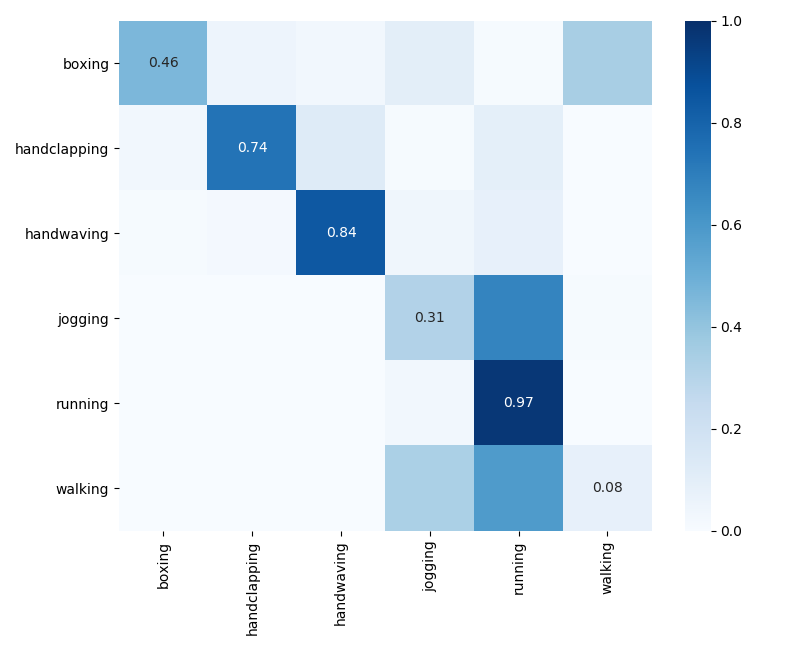 boxing
handclapping
handwaving
jogging
running
walking
0.46
0.74
0.84
0.31
0.97
0.08
boxing
handclapping
handwaving
jogging
running
walking
1.0
0.8
0.6
0.4
0.2
0.0